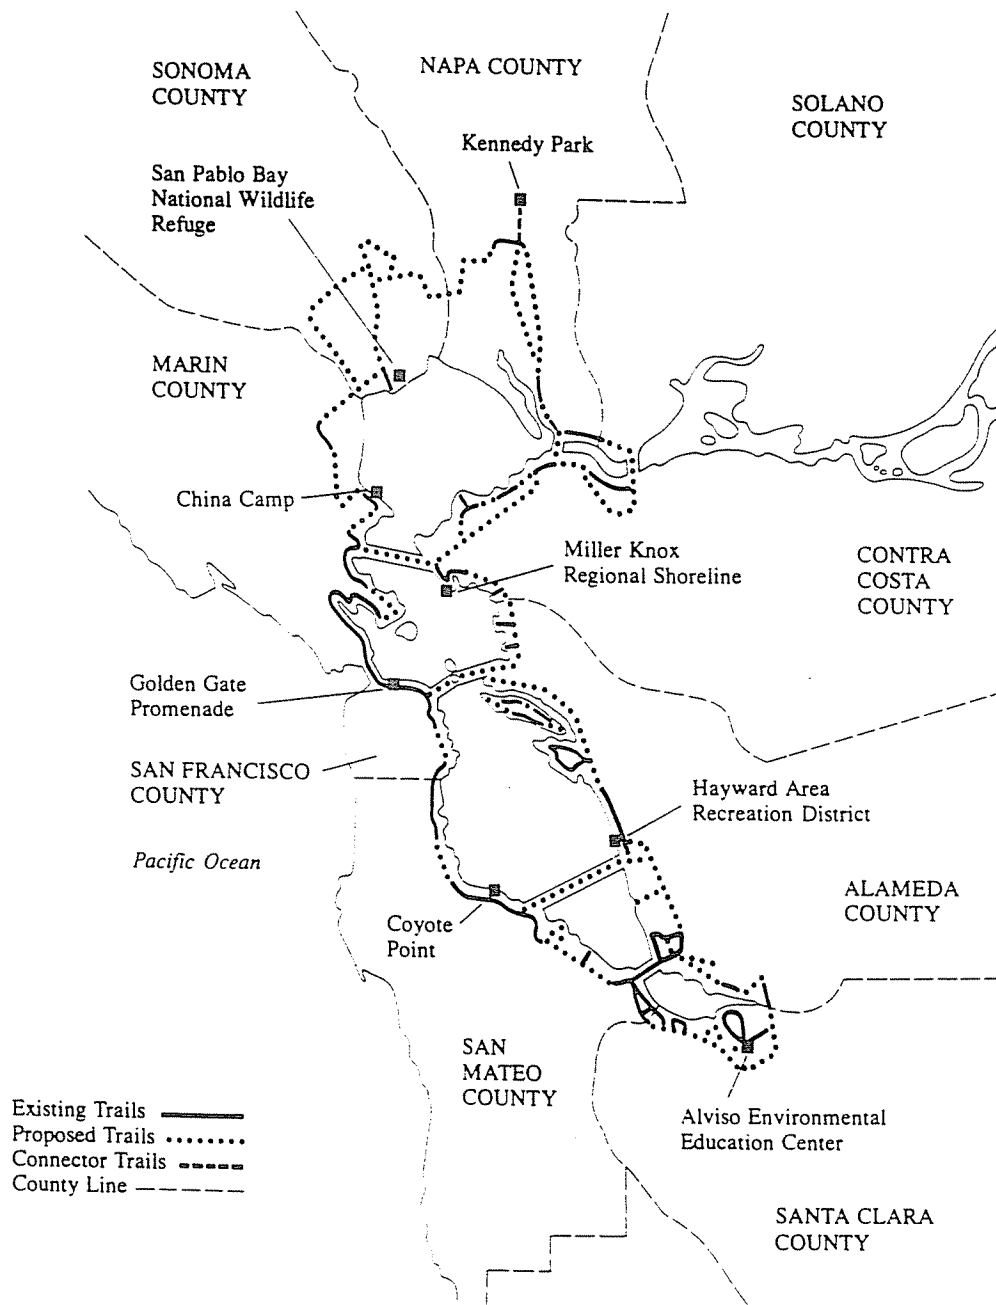 SONOMA
COUNTY
NAPA COUNTY
SOLANO
COUNTY
Kennedy Park
San Pablo Bay
National Wildlife
Refuge
MARIN
COUNTY
China Camp
Miller Knox
Regional Shoreline
CONTRA
COSTA
COUNTY
Golden Gate
Promenade
SAN FRANCISCO
COUNTY
Hayward Area
Recreation District
Pacific Ocean
ALAMEDA
COUNTY
Coyote
Point
SAN
MATEO
COUNTY
Existing Trails
Proposed Trails
Connector Trails
County Line
Alviso Environmental
Education Center
SANTA CLARA
COUNTY